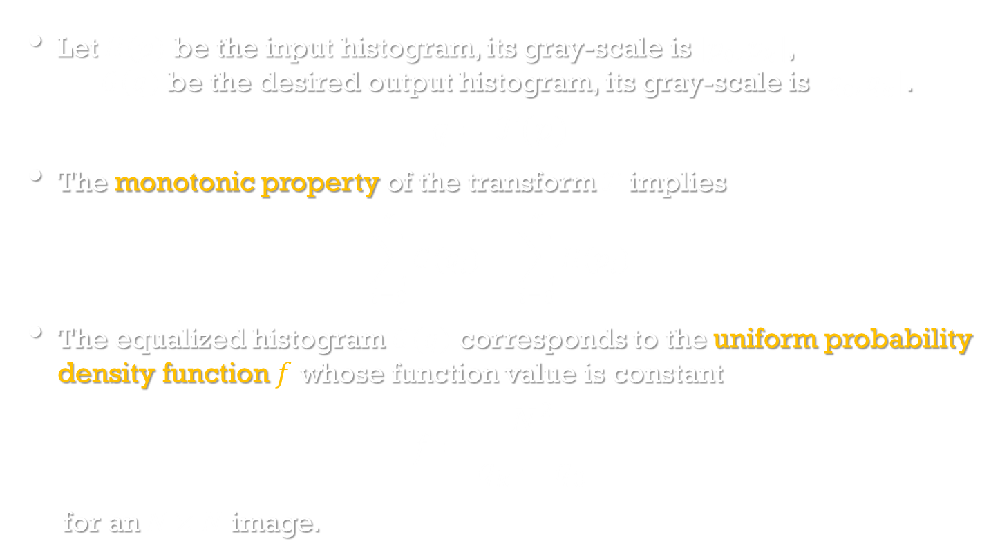 • Let be the input histogram, its gray-scale is ,
be the desired output histogram, its gray-scale is .
• The monotonic property of the transform implies
• The equalized histogram corresponds to the uniform probability
density function f whose function value is constant
for an image.